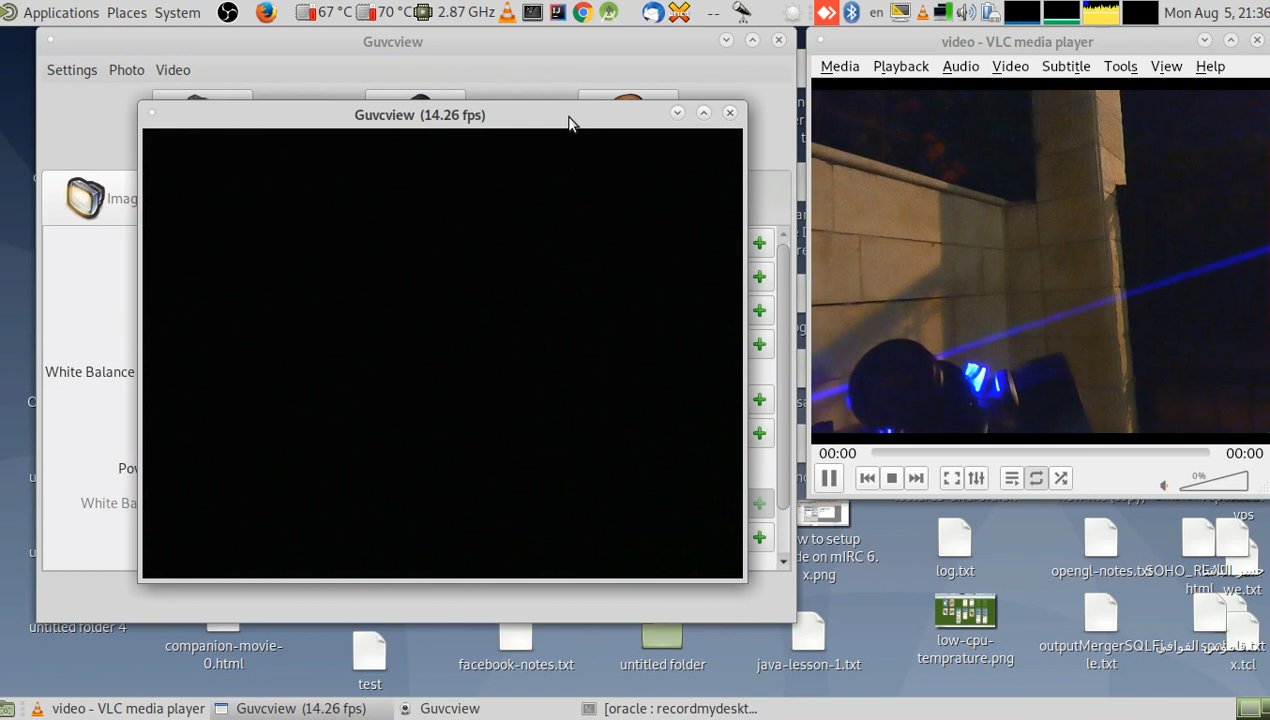 Applications Places System
67 °C 70 °C 2.87 GHz
--
en
Mon Aug 5, 21:36
Guvcview
Settings Photo Video
Guvcview (14.26 fps)
Imag
White Balance
Pov
White Ba
video - VLC media player
Media Playback Audio Video Subtitle Tools View Help
00:00
00:00
0%
vps
w to setup
de on mIRC 6.
x.png
log.txt
opengl-notes.txt
html
we.txt
untitled folder 4
companion-movie-
0.html
test
facebook-notes.txt
untitled folder
java-lesson-1.txt
low-cpu-
temprature.png
outputMergerSQLFi
le.txt
x.tcl
video - VLC media player
Guvcview (14.26 fps)
Guvcview
[oracle : recordmydeskt...